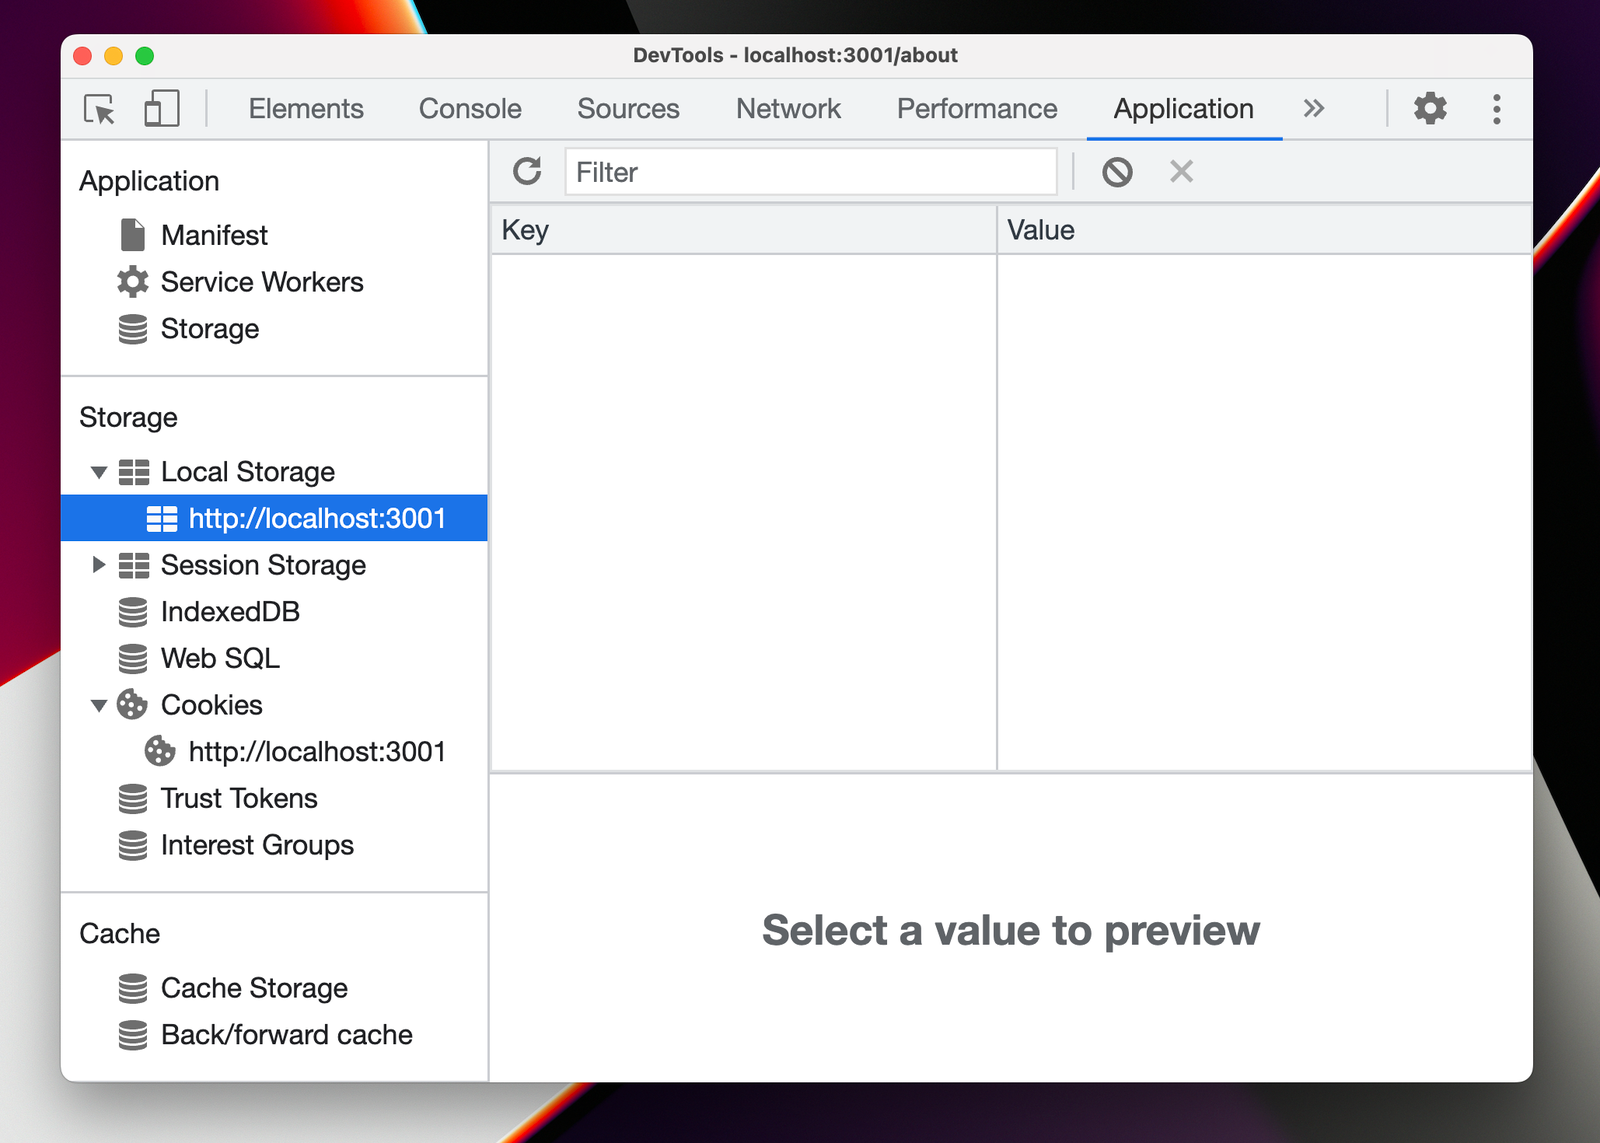 DevTools - localhost:3001/about
Elements Console Sources Network Performance Application
Filter
Key Value
Application
Manifest
Service Workers
Storage
Storage
Local Storage
http://localhost:3001
Session Storage
IndexedDB
Web SQL
Cookies
http://localhost:3001
Trust Tokens
Interest Groups
Cache
Cache Storage
Back/forward cache
Select a value to preview